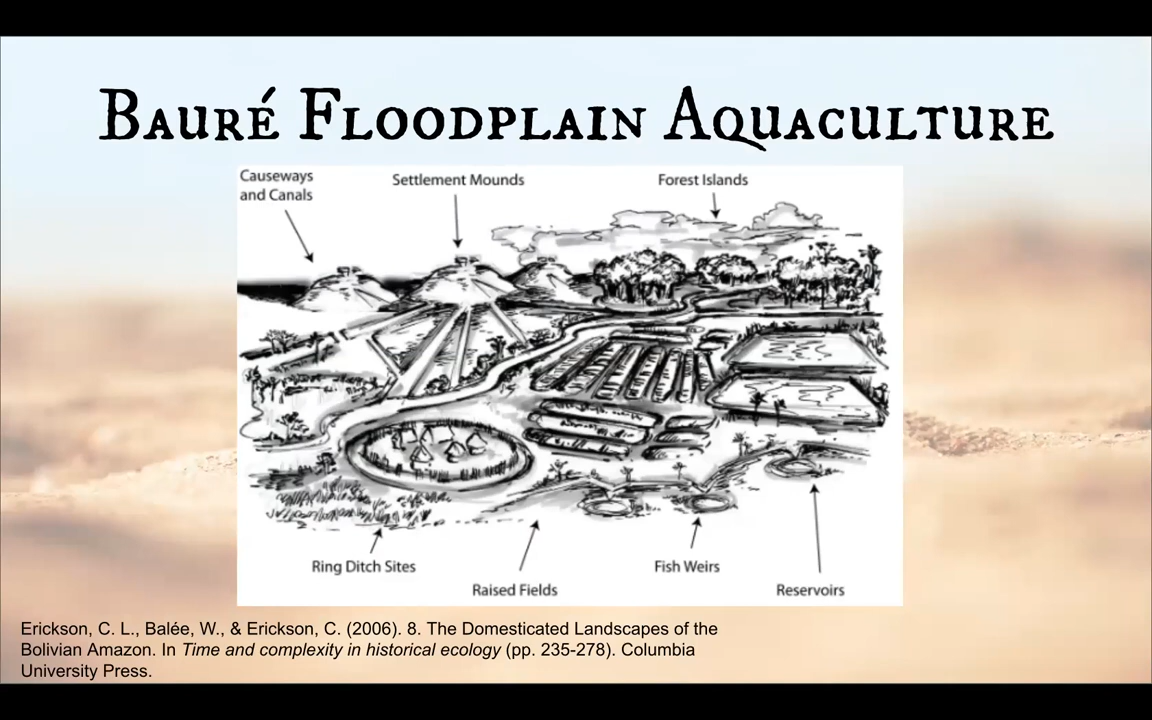 Bauré Floodplain Aquaculture
Causeways
and Canals
Settlement Mounds
Forest Islands
Ring Ditch Sites
Raised Fields
Fish Weirs
Reservoirs
Erickson, C. L., Balée, W., & Erickson, C. (2006). 8. The Domesticated Landscapes of the
Bolivian Amazon. In Time and complexity in historical ecology (pp. 235-278). Columbia
University Press.